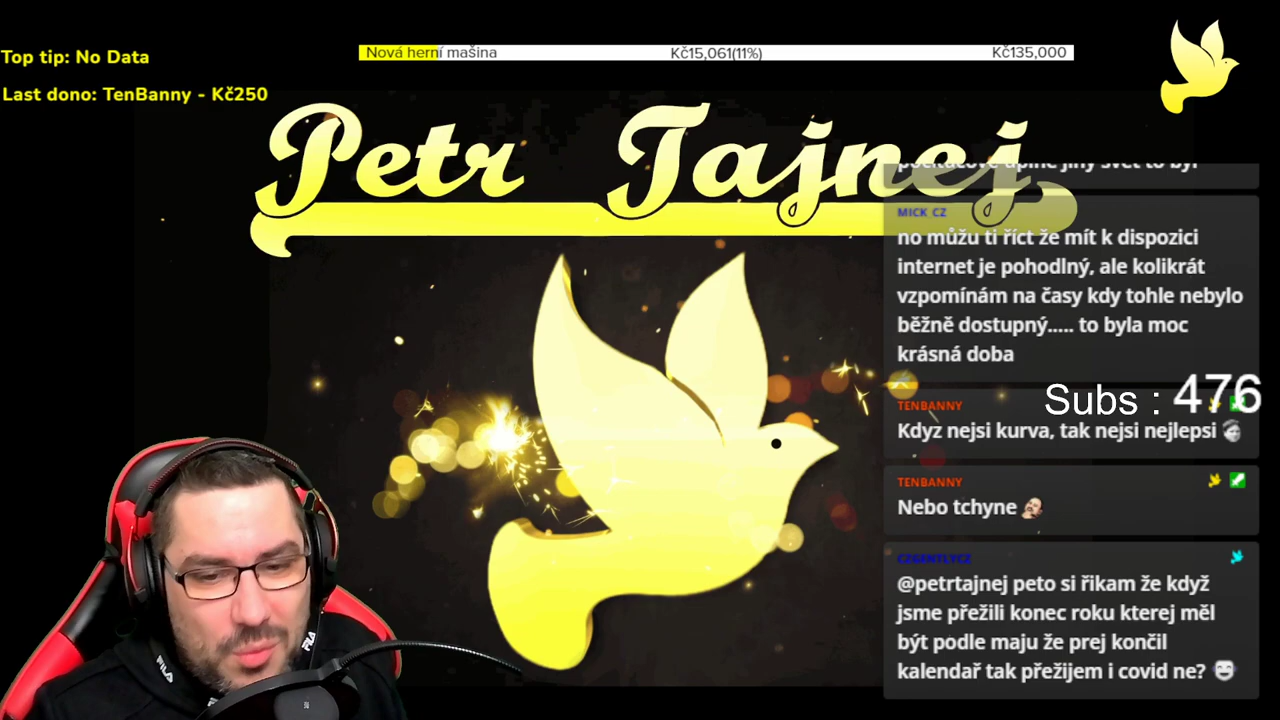 Top tip: No Data
Last dono: TenBanny - Kč250
Nová herní mašina
Kč15,061(11%)
Kč135,000
Petr Tajnej
MICK CZ
no můžu ti říct že mít k dispozici
internet je pohodlný, ale kolikrát
vzpomínám na časy kdy tohle nebylo
běžně dostupný..... to byla moc
krásná doba
Subs : 476
TENBANNY
Kdyz nejsi kurva, tak nejsi nejlepsi
TENBANNY
Nebo tchyne
CZGENTLYCZ
@petrtajnej peto si řikam že když
jsme přežili konec roku kterej měl
být podle maju že prej končil
kalendař tak přežijem i covid ne?
FILA
FILA